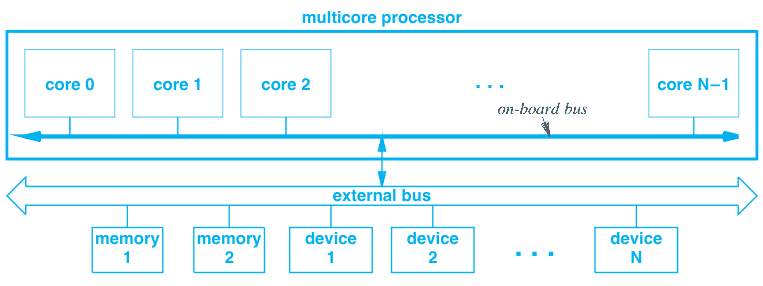 multicore processor
core 0 core 1 core 2 . . . core N−1
on-board bus
external bus
memory memory device device device
1 2 1 2 . . . N